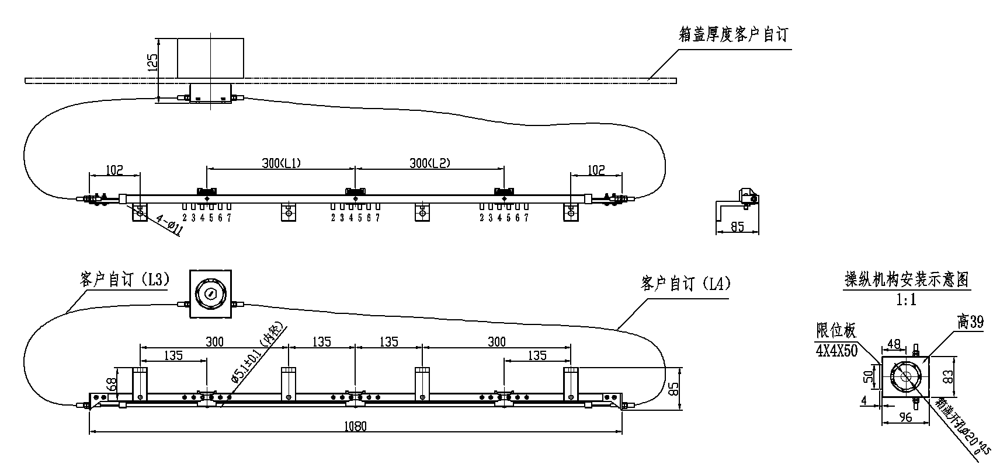 箱盖厚度客户自订
125
300(L1)
300(L2)
102
102
2 3 4 5 6 7
2 3 4 5 6 7
2 3 4 5 6 7
4-Ø11
85
客户自订（L3）
客户自订（L4）
操纵机构安装示意图
1:1
限位板
4X4X50
高39
48
50
83
4
96
箱盖开孔Ø20+0.5 0
300
135
135
300
135
135
Ø5.1±0.1（内径）
68
85
1080